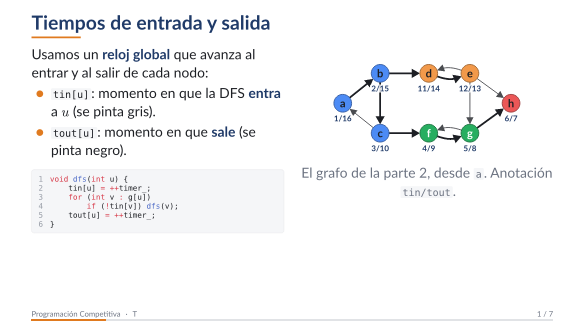 Tiempos de entrada y salida
Usamos un reloj global que avanza al
entrar y al salir de cada nodo:
tin[u]: momento en que la DFS entra
a u (se pinta gris).
tout[u]: momento en que sale (se
pinta negro).
1 void dfs(int u) {
2 tin[u] = ++timer_;
3 for (int v : g[u])
4 if (!tin[v]) dfs(v);
5 tout[u] = ++timer_;
6 }
b
d
e
2/15
11/14
12/13
a
h
1/16
6/7
c
f
g
3/10
4/9
5/8
El grafo de la parte 2, desde a. Anotación
tin/tout.
Programación Competitiva · T
1 / 7